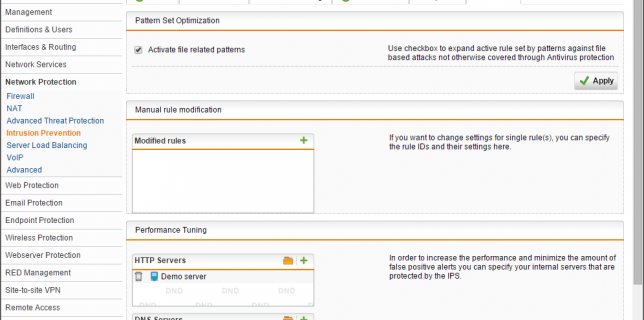 Management
Definitions & Users
Interfaces & Routing
Network Services
Network Protection
Firewall
NAT
Advanced Threat Protection
Intrusion Prevention
Server Load Balancing
VoIP
Advanced
Web Protection
Email Protection
Endpoint Protection
Wireless Protection
Webserver Protection
RED Management
Site-to-site VPN
Remote Access
Pattern Set Optimization
Activate file related patterns
Use checkbox to expand active rule set by patterns against file
based attacks not otherwise covered through Antivirus protection
Apply
Manual rule modification
Modified rules
If you want to change settings for single rule(s), you can specify
the rule IDs and their settings here.
Performance Tuning
HTTP Servers
Demo server
DND DND DND
DND DND DND
In order to increase the performance and minimize the amount of
false positive alerts you can specify your internal servers that are
protected by the IPS.
DNS Servers